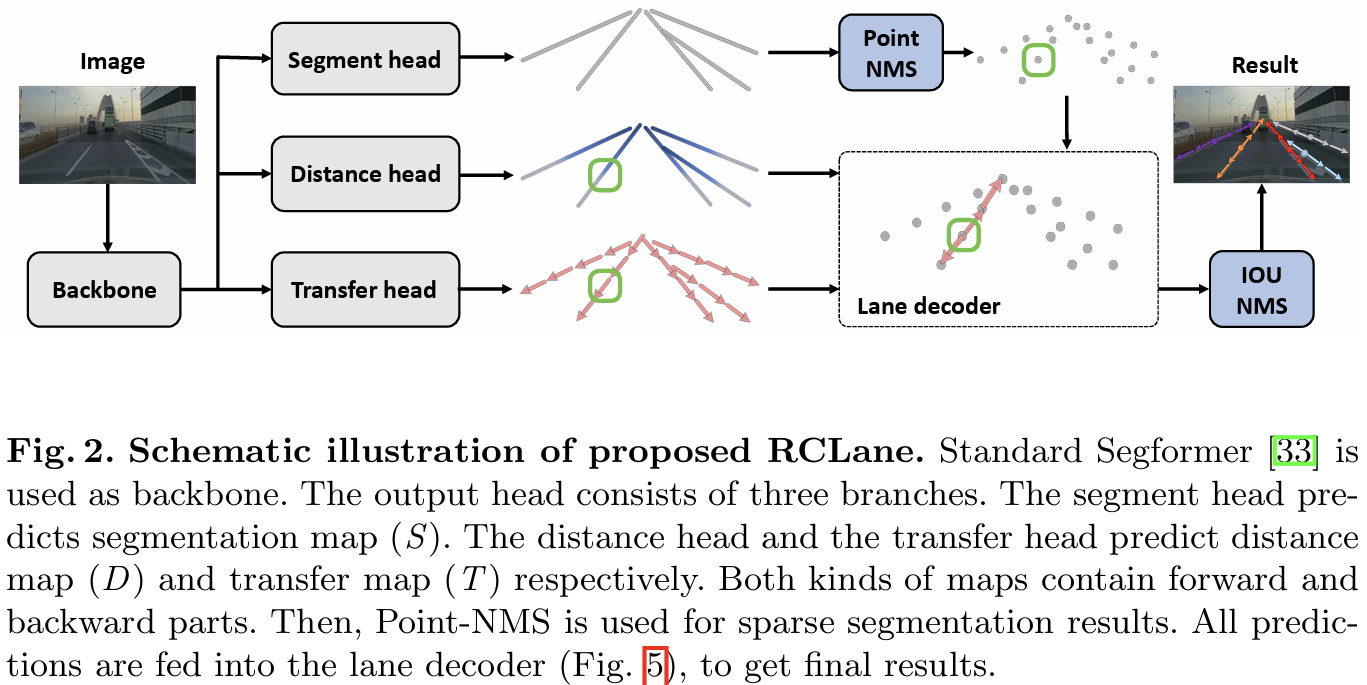 Image
Segment head
Point
NMS
Result
Distance head
Backbone
Transfer head
Lane decoder
IOU
NMS
Fig. 2. Schematic illustration of proposed RCLane. Standard Segformer [33] is
used as backbone. The output head consists of three branches. The segment head pre-
dicts segmentation map (S). The distance head and the transfer head predict distance
map (D) and transfer map (T) respectively. Both kinds of maps contain forward and
backward parts. Then, Point-NMS is used for sparse segmentation results. All predic-
tions are fed into the lane decoder (Fig. 5), to get final results.